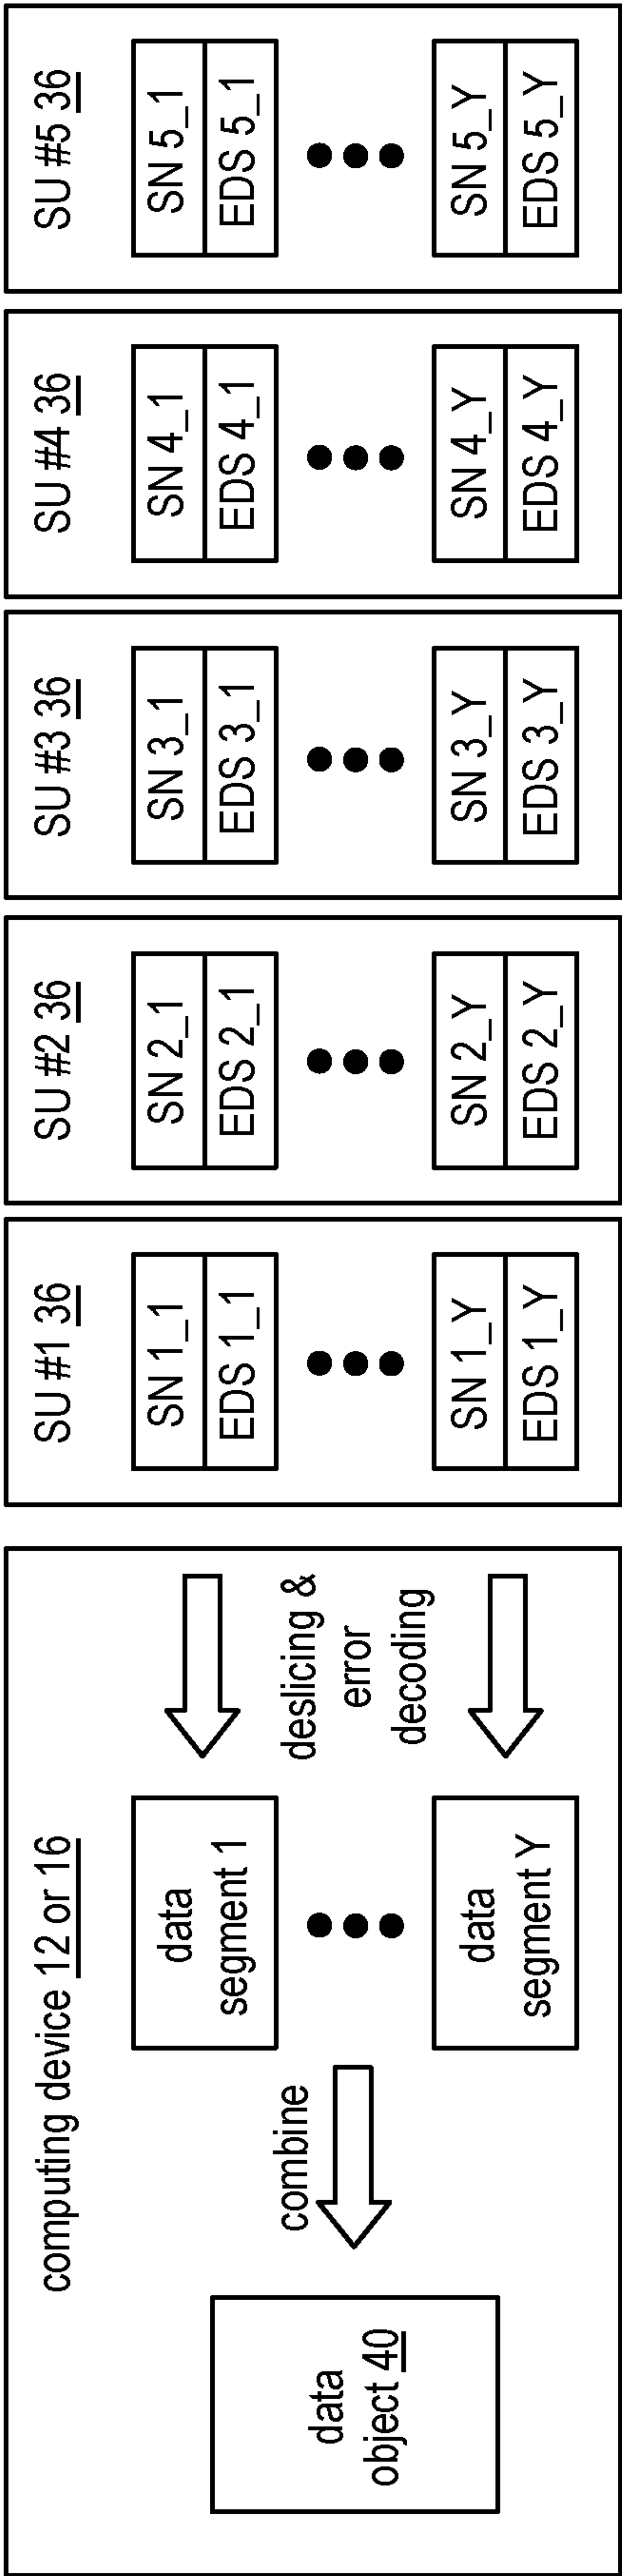 computing device 12 or 16
data
object 40
combine
data
segment 1
data
segment Y
deslicing &
error
decoding
SU #1 36
SN 1_1
EDS 1_1
SN 1_Y
EDS 1_Y
SU #2 36
SN 2_1
EDS 2_1
SN 2_Y
EDS 2_Y
SU #3 36
SN 3_1
EDS 3_1
SN 3_Y
EDS 3_Y
SU #4 36
SN 4_1
EDS 4_1
SN 4_Y
EDS 4_Y
SU #5 36
SN 5_1
EDS 5_1
SN 5_Y
EDS 5_Y